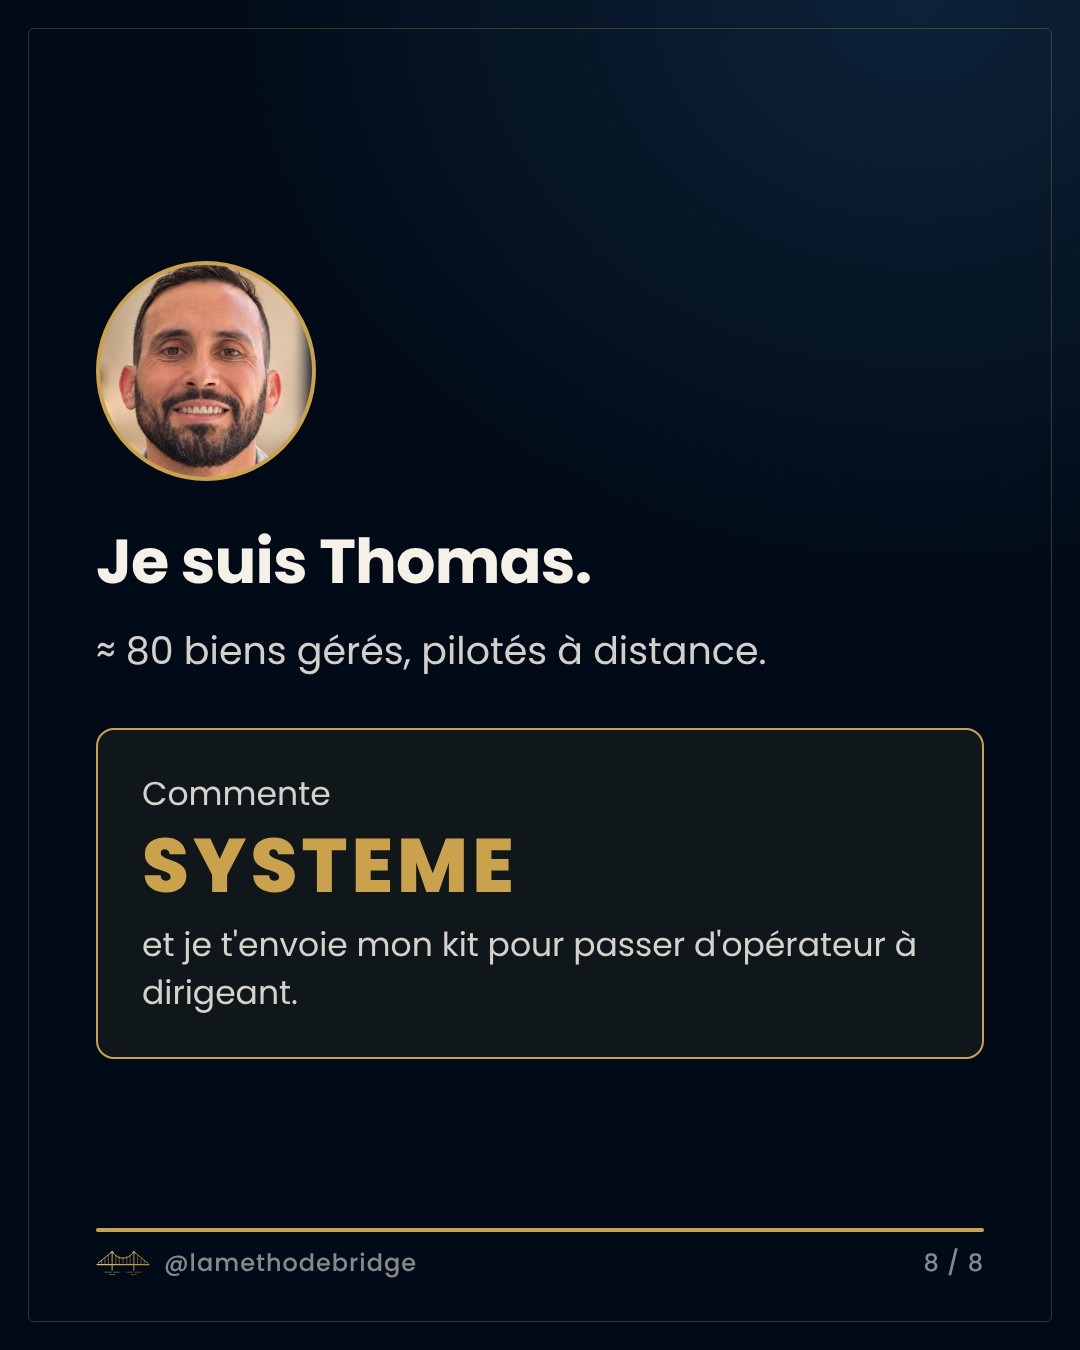 Je suis Thomas.
≈ 80 biens gérés, pilotés à distance.
Commente
SYSTEME
et je t'envoie mon kit pour passer d'opérateur à
dirigeant.
@lamethodebridge
8 / 8